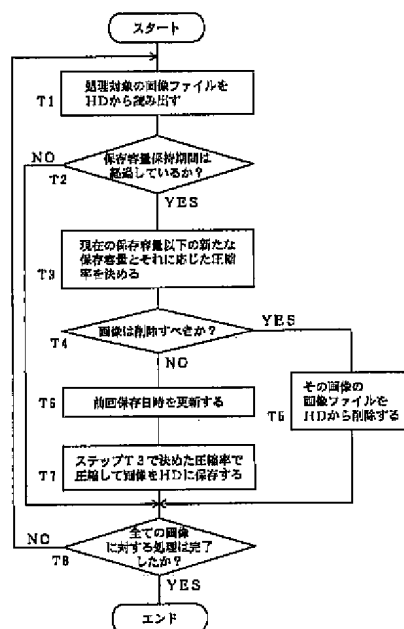 スタート
処理対象の画像ファイルを
HDから読み出す
T1
NO
保存容量保持期間は
経過しているか?
T2
YES
現在の保存容量以下の新たな
保存容量とそれに応じた圧縮
率を決める
T3
画像は削除すべきか?
YES
T4
NO
その画像の
画像ファイルを
HDから削除する
T5
前回保存日時を更新する
T6
ステップT3で決めた圧縮率で
圧縮して画像をHDに保存する
T7
NO
全ての画像
に対する処理は完了
したか?
T8
YES
エンド